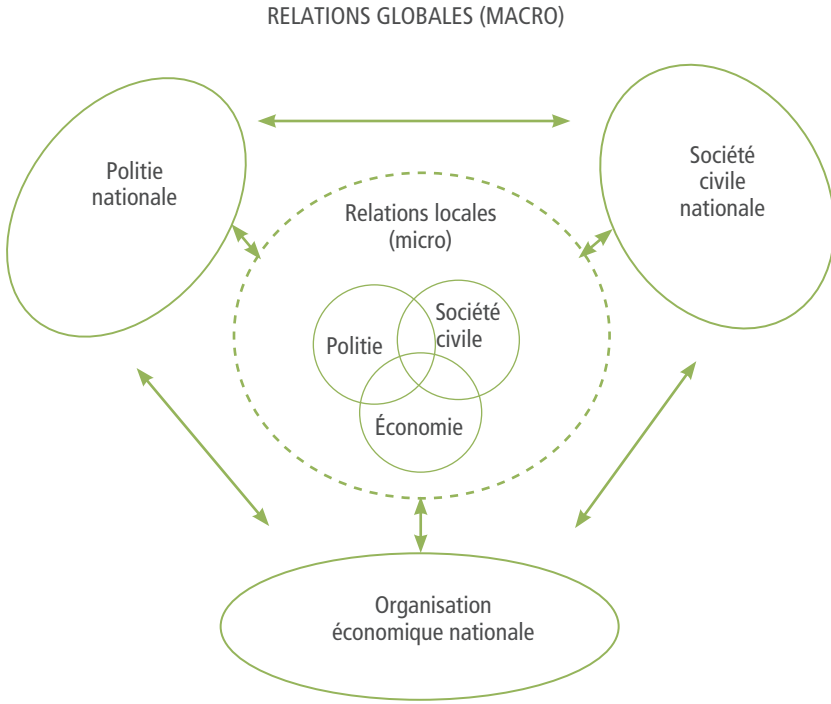 RELATIONS GLOBALES (MACRO)
Politie
nationale
Société
civile
nationale
Relations locales
(micro)
Politie
Société
civile
Économie
Organisation
économique nationale